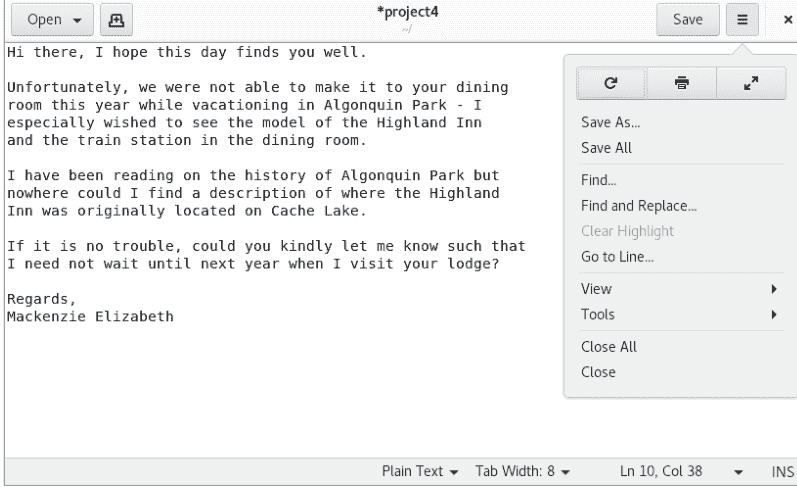 Open
*project4
~/
Save
Hi there, I hope this day finds you well.
Unfortunately, we were not able to make it to your dining
room this year while vacationing in Algonquin Park - I
especially wished to see the model of the Highland Inn
and the train station in the dining room.
I have been reading on the history of Algonquin Park but
nowhere could I find a description of where the Highland
Inn was originally located on Cache Lake.
If it is no trouble, could you kindly let me know such that
I need not wait until next year when I visit your lodge?
Regards,
Mackenzie Elizabeth
Save As...
Save All
Find...
Find and Replace...
Clear Highlight
Go to Line...
View
Tools
Close All
Close
Plain Text Tab Width: 8 Ln 10, Col 38 INS